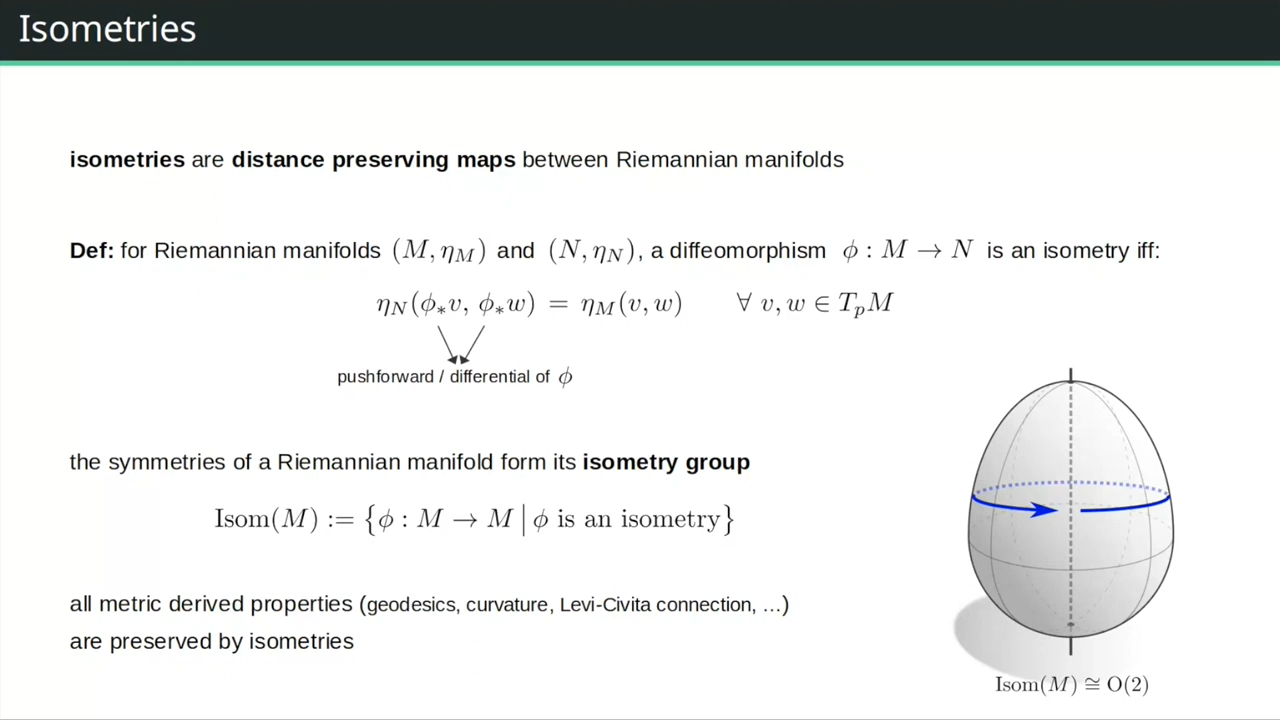 Isometries
isometries are distance preserving maps between Riemannian manifolds
Def: for Riemannian manifolds (M, η_M) and (N, η_N), a diffeomorphism ϕ : M → N is an isometry iff:
η_N(ϕ_*v, ϕ_*w) = η_M(v, w) ∀ v, w ∈ T_pM
pushforward / differential of ϕ
the symmetries of a Riemannian manifold form its isometry group
Isom(M) := {ϕ : M → M | ϕ is an isometry}
all metric derived properties (geodesics, curvature, Levi-Civita connection, …)
are preserved by isometries
Isom(M) ≅ O(2)